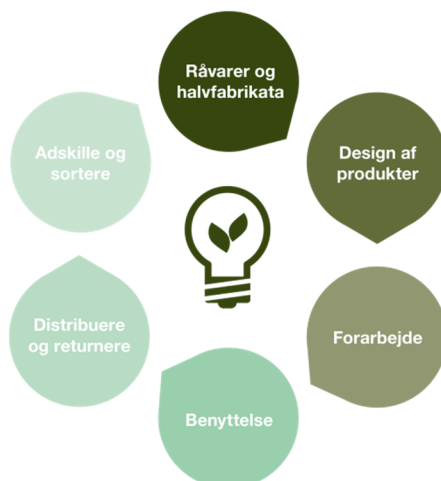 Råvarer og
halvfabrikata
Design af
produkter
Forarbejde
Benyttelse
Distribuere
og returnere
Adskille og
sortere